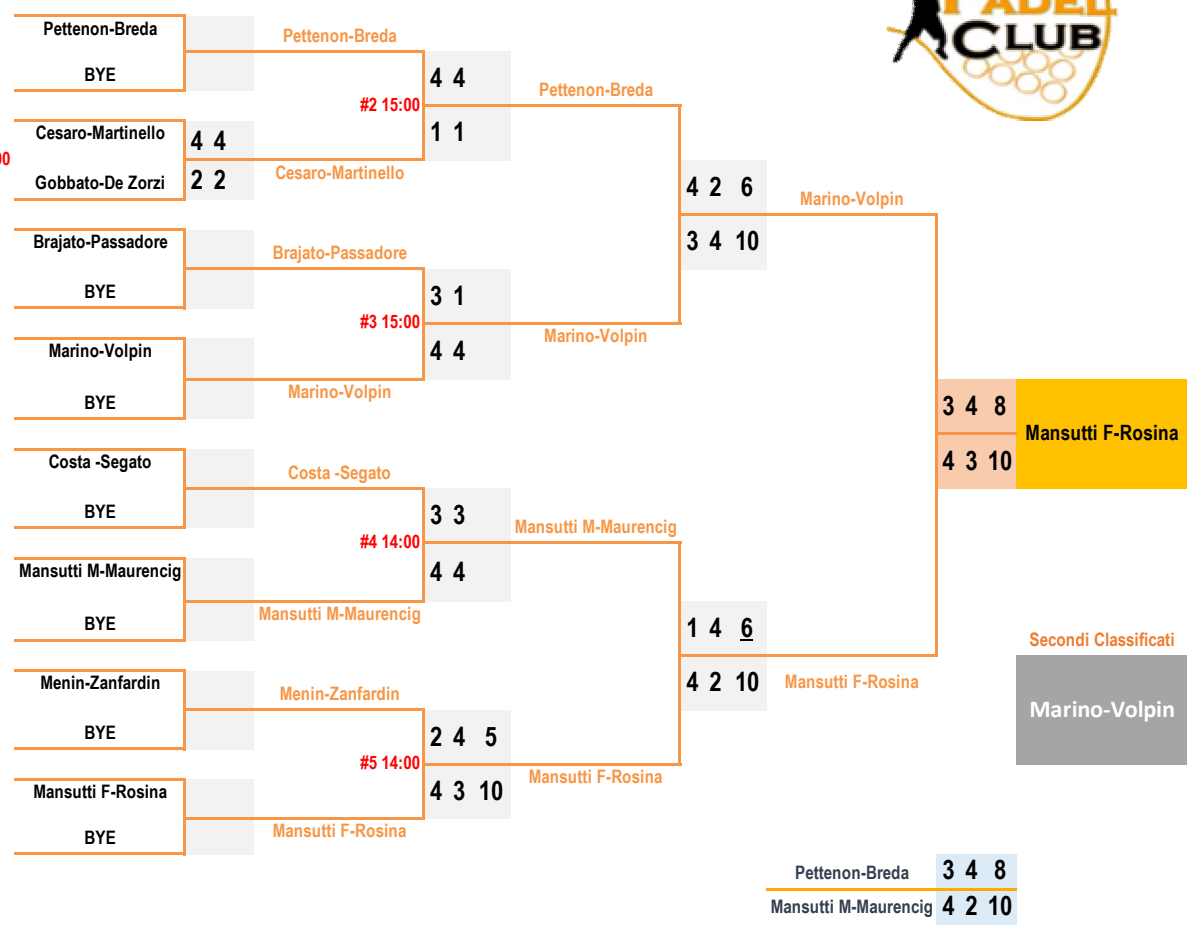 PADEL
CLUB
Pettenon-Breda
BYE
Pettenon-Breda
#2 15:00
4 4
1 1
Pettenon-Breda
Cesaro-Martinello
Gobbato-De Zorzi
4 4
2 2
Cesaro-Martinello
4 2 6
3 4 10
Marino-Volpin
Brajato-Passadore
BYE
Brajato-Passadore
#3 15:00
3 1
4 4
Marino-Volpin
Marino-Volpin
BYE
Marino-Volpin
3 4 8
4 3 10
Mansutti F-Rosina
Costa -Segato
BYE
Costa -Segato
#4 14:00
3 3
4 4
Mansutti M-Maurencig
Mansutti M-Maurencig
BYE
Mansutti M-Maurencig
1 4 6
4 2 10
Mansutti F-Rosina
Secondi Classificati
Marino-Volpin
Menin-Zanfardin
BYE
Menin-Zanfardin
#5 14:00
2 4 5
4 3 10
Mansutti F-Rosina
Mansutti F-Rosina
BYE
Mansutti F-Rosina
Pettenon-Breda 3 4 8
Mansutti M-Maurencig 4 2 10